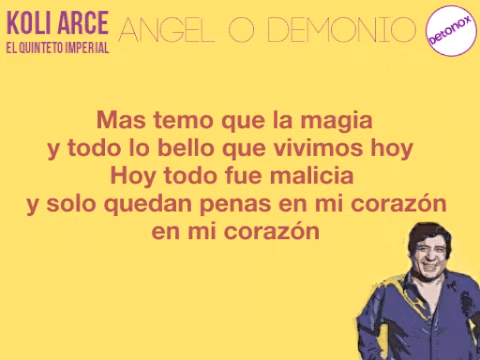 KOLI ARCE
EL QUINTETO IMPERIAL
ANGEL O DEMONIO
DetOnOx
Mas temo que la magia
y todo lo bello que vivimos hoy
Hoy todo fue malicia
y solo quedan penas en mi corazón
en mi corazón